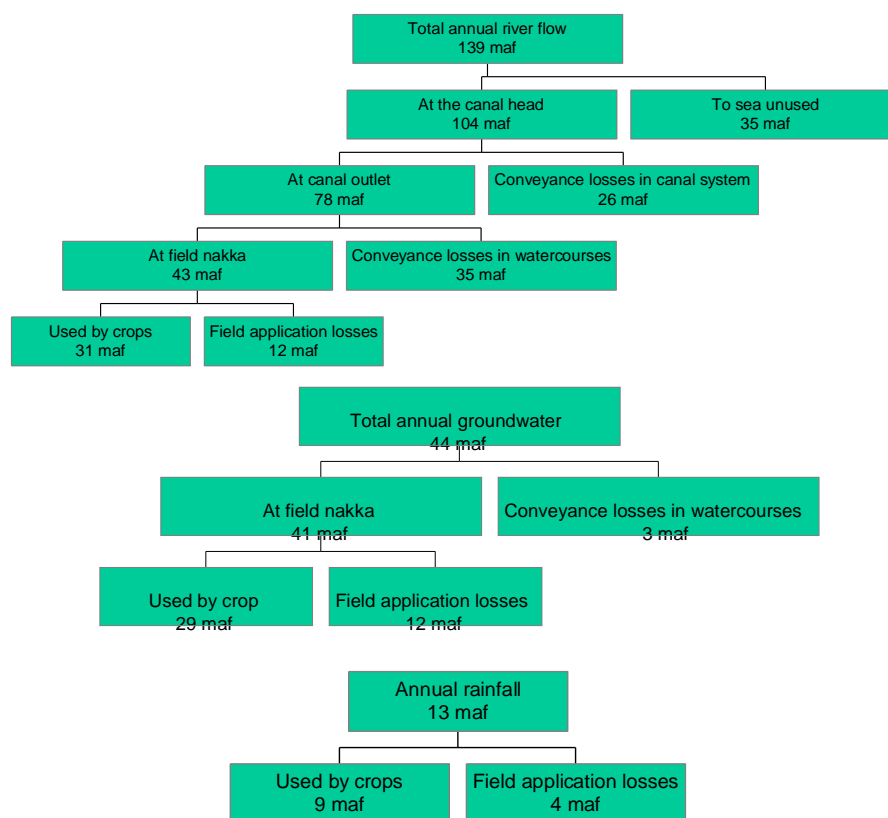 Total annual river flow
139 maf
At the canal head
104 maf
To sea unused
35 maf
At canal outlet
78 maf
Conveyance losses in canal system
26 maf
At field nakka
43 maf
Conveyance losses in watercourses
35 maf
Used by crops
31 maf
Field application losses
12 maf
Total annual groundwater
44 maf
At field nakka
41 maf
Conveyance losses in watercourses
3 maf
Used by crop
29 maf
Field application losses
12 maf
Annual rainfall
13 maf
Used by crops
9 maf
Field application losses
4 maf